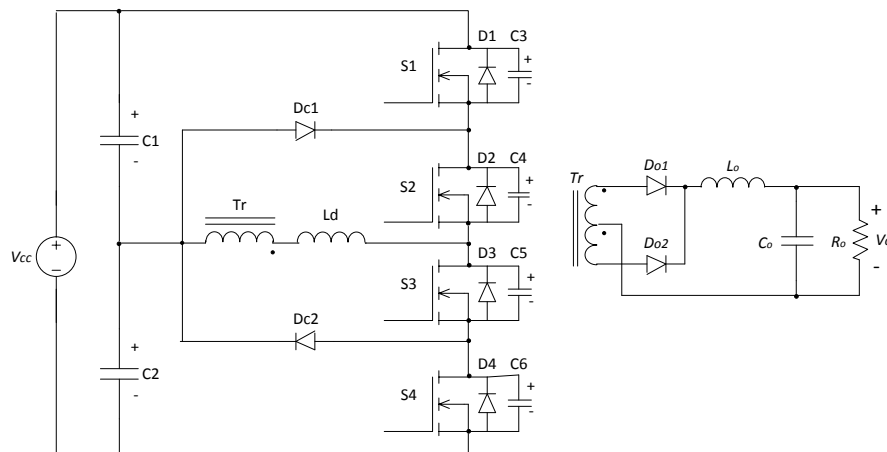 D1
C3
S1
+
-
Dc1
+
C1
-
D2
C4
S2
+
-
Tr
Ld
Vcc
+
−
D3
C5
S3
+
-
Dc2
+
C2
-
D4
C6
S4
+
-
Tr
Do1
Lo
Do2
Co
Ro
+
-